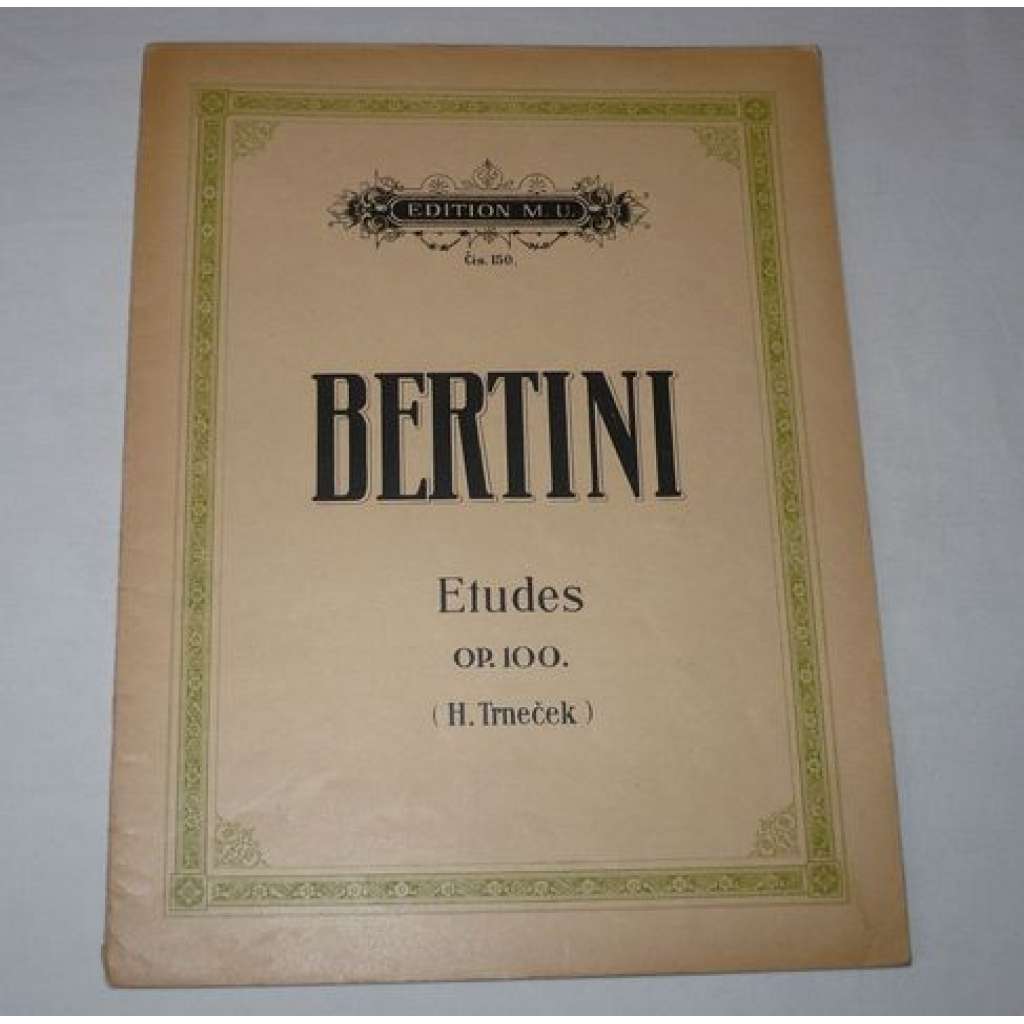 EDITION M. U.
Čís. 150.
BERTINI
Etudes
OP. 100.
( H. Trneček )